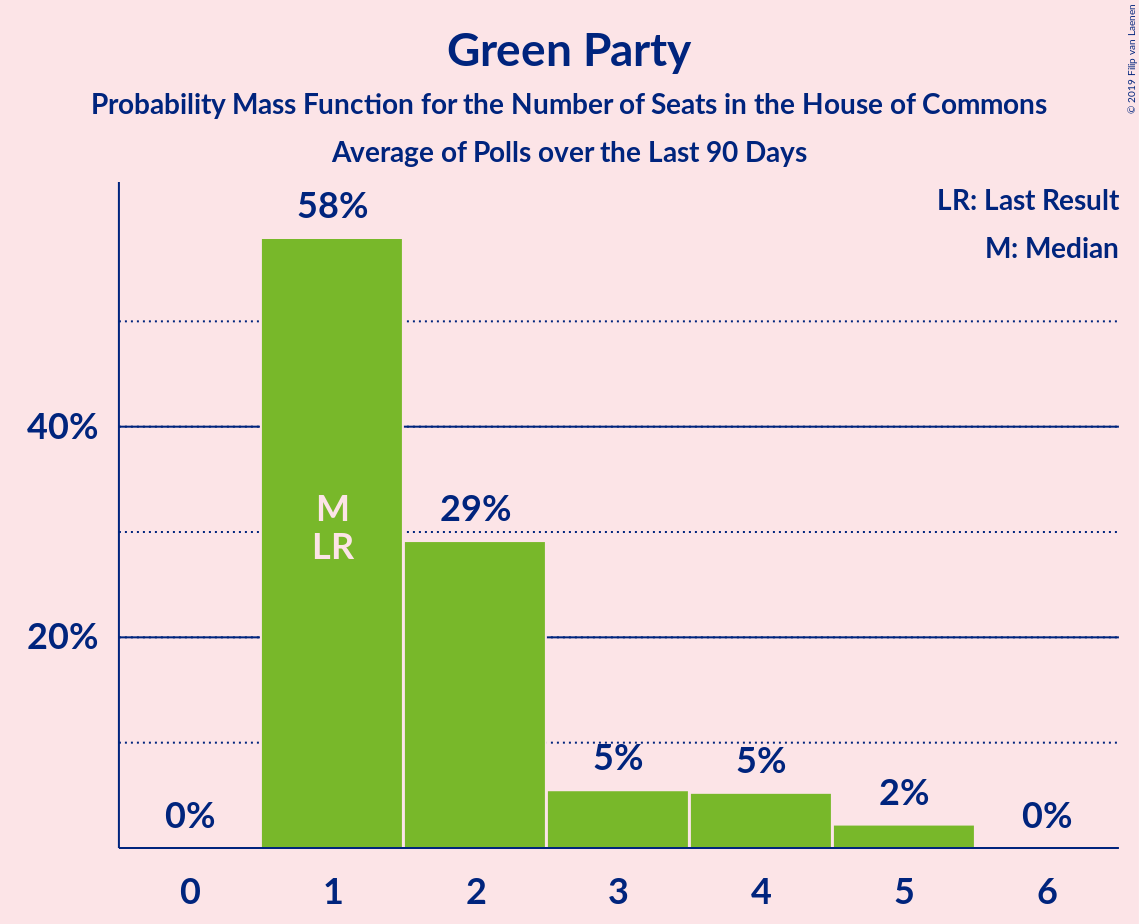 Green Party
Probability Mass Function for the Number of Seats in the House of Commons
Average of Polls over the Last 90 Days
© 2019 Filip van Laenen
LR: Last Result
M: Median
58%
40%
M
LR
29%
20%
5%
5%
2%
0%
0%
0 1 2 3 4 5 6